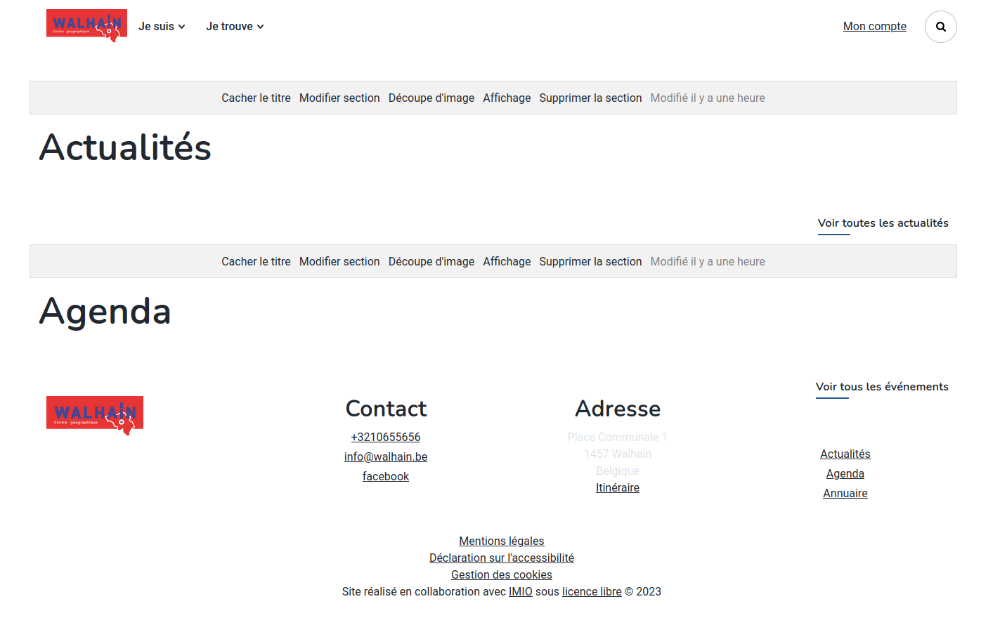 WALHAIN
Centre géographique
Je suis
Je trouve
Mon compte
Cacher le titre Modifier section Découpe d'image Affichage Supprimer la section Modifié il y a une heure
Actualités
Voir toutes les actualités
Cacher le titre Modifier section Découpe d'image Affichage Supprimer la section Modifié il y a une heure
Agenda
Voir tous les événements
WALHAIN
Centre géographique
Contact
+3210655656
info@walhain.be
facebook
Adresse
Place Communale 1
1457 Walhain
Belgique
Itinéraire
Actualités
Agenda
Annuaire
Mentions légales
Déclaration sur l'accessibilité
Gestion des cookies
Site réalisé en collaboration avec IMIO sous licence libre © 2023